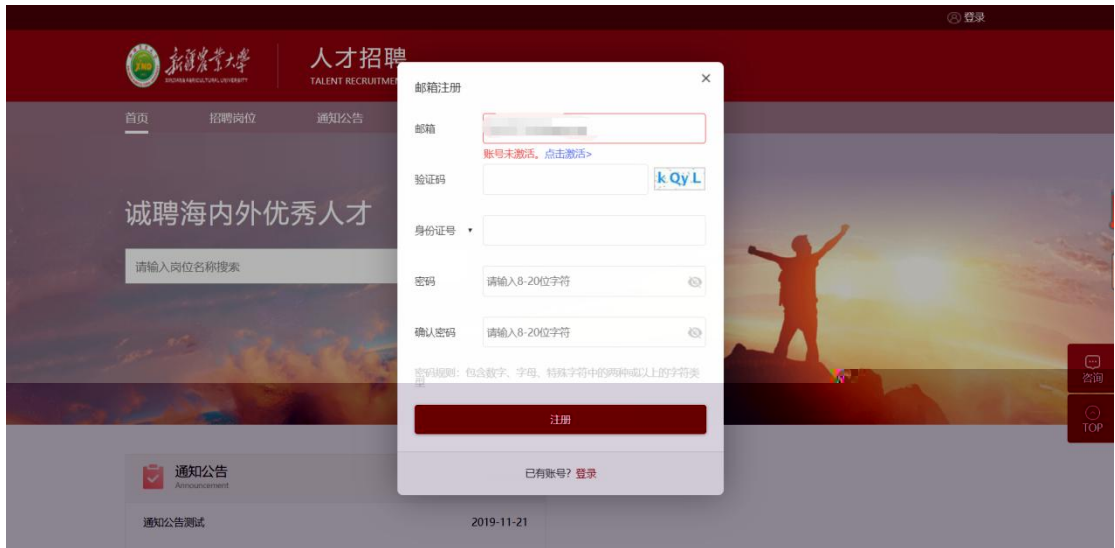 登录
新疆农业大学
XINJIANG AGRICULTURAL UNIVERSITY
人才招聘
TALENT RECRUITMEN
首页 招聘岗位 通知公告
诚聘海内外优秀人才
请输入岗位名称搜索
邮箱注册
×
邮箱
账号未激活。点击激活>
验证码 kQyL
身份证号
密码 请输入8-20位字符
确认密码 请输入8-20位字符
密码规则：包含数字、字母、特殊字符中的两种或以上的字符类
型
注册
已有账号？登录
咨询
TOP
通知公告
Announcement
通知公告测试 2019-11-21